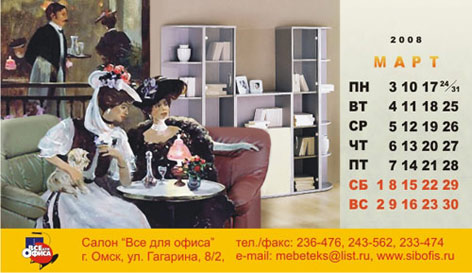 2008
МАРТ
ПН 3 10 17 24/31
ВТ 4 11 18 25
СР 5 12 19 26
ЧТ 6 13 20 27
ПТ 7 14 21 28
СБ 1 8 15 22 29
ВС 2 9 16 23 30
ВСЕ для
ОФИСА
Салон "Все для офиса"
г. Омск, ул. Гагарина, 8/2,
тел./факс: 236-476, 243-562, 233-474
e-mail: mebeteks@list.ru, www.sibofis.ru